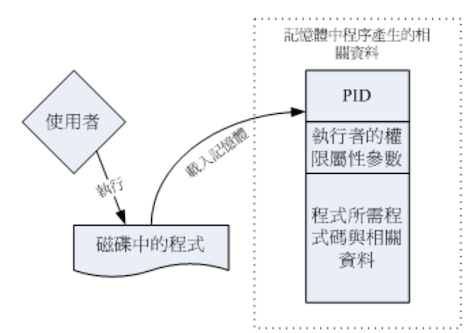 記憶體中程序產生的相
關資料
PID
使用者
執行者的權
限屬性參數
載入記憶體
執行
程式所需程
式碼與相關
資料
磁碟中的程式